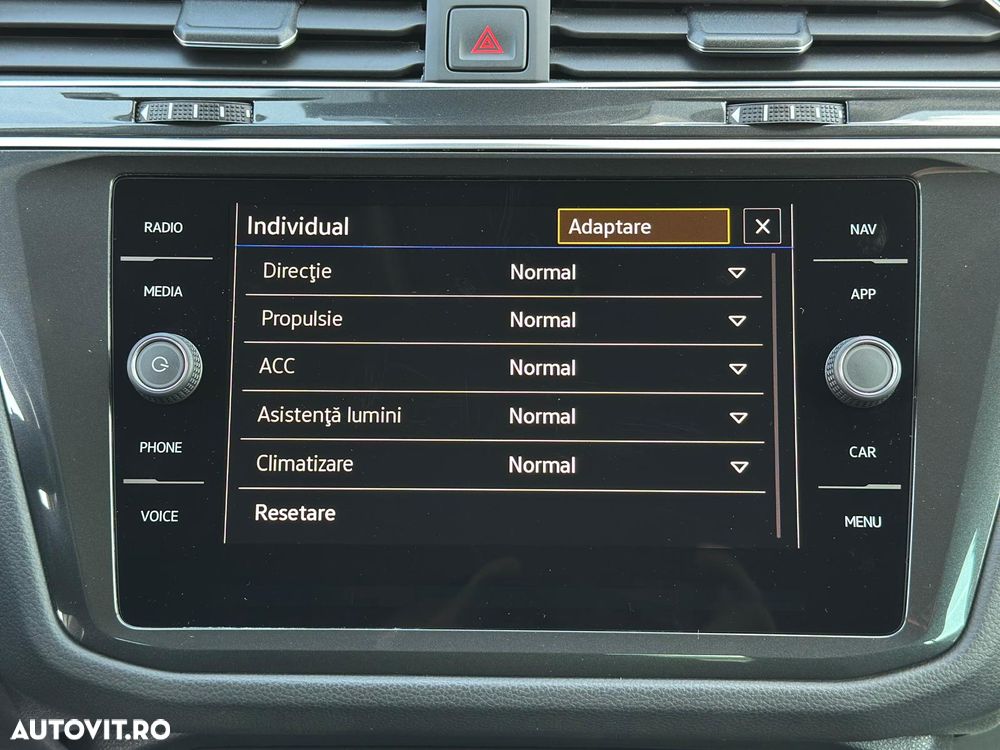 RADIO
MEDIA
PHONE
VOICE
Individual
Adaptare
Direcţie Normal
Propulsie Normal
ACC Normal
Asistenţă lumini Normal
Climatizare Normal
Resetare
NAV
APP
CAR
MENU
AUTOVIT.RO